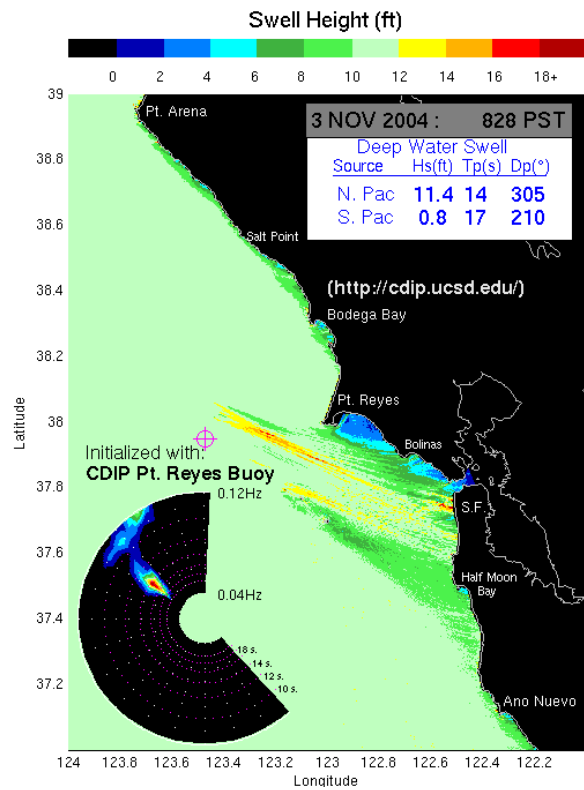 Swell Height (ft)
0 2 4 6 8 10 12 14 16 18+
3 NOV 2004 : 828 PST
Deep Water Swell
Source Hs(ft) Tp(s) Dp(°)
N. Pac 11.4 14 305
S. Pac 0.8 17 210
(http://cdip.ucsd.edu/)
Pt. Arena
Salt Point
Bodega Bay
Pt. Reyes
Bolinas
S.F.
Half Moon
Bay
Ano Nuevo
Initialized with:
CDIP Pt. Reyes Buoy
0.12Hz
0.04Hz
18 s.
14 s.
12 s.
10 s.
Latitude
39
38.8
38.6
38.4
38.2
38
37.8
37.6
37.4
37.2
124 123.8 123.6 123.4 123.2 123 122.8 122.6 122.4 122.2
Longitude